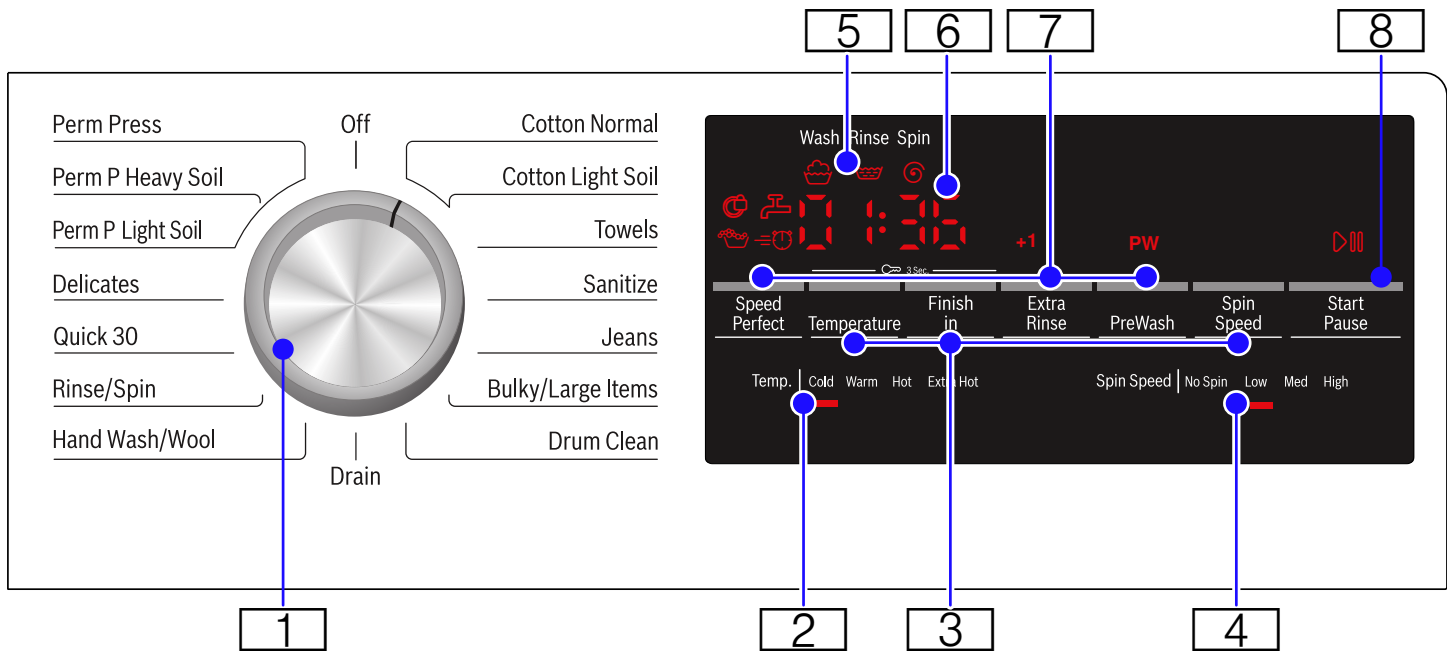 5 6 7 8
Perm Press
Perm P Heavy Soil
Perm P Light Soil
Delicates
Quick 30
Rinse/Spin
Hand Wash/Wool
Off
Drain
Cotton Normal
Cotton Light Soil
Towels
Sanitize
Jeans
Bulky/Large Items
Drum Clean
Wash Rinse Spin
01:36
+1
PW
3 Sec.
Speed
Perfect
Temperature
Finish
in
Extra
Rinse
PreWash
Spin
Speed
Start
Pause
Temp. Cold Warm Hot Extra Hot
Spin Speed No Spin Low Med High
1 2 3 4